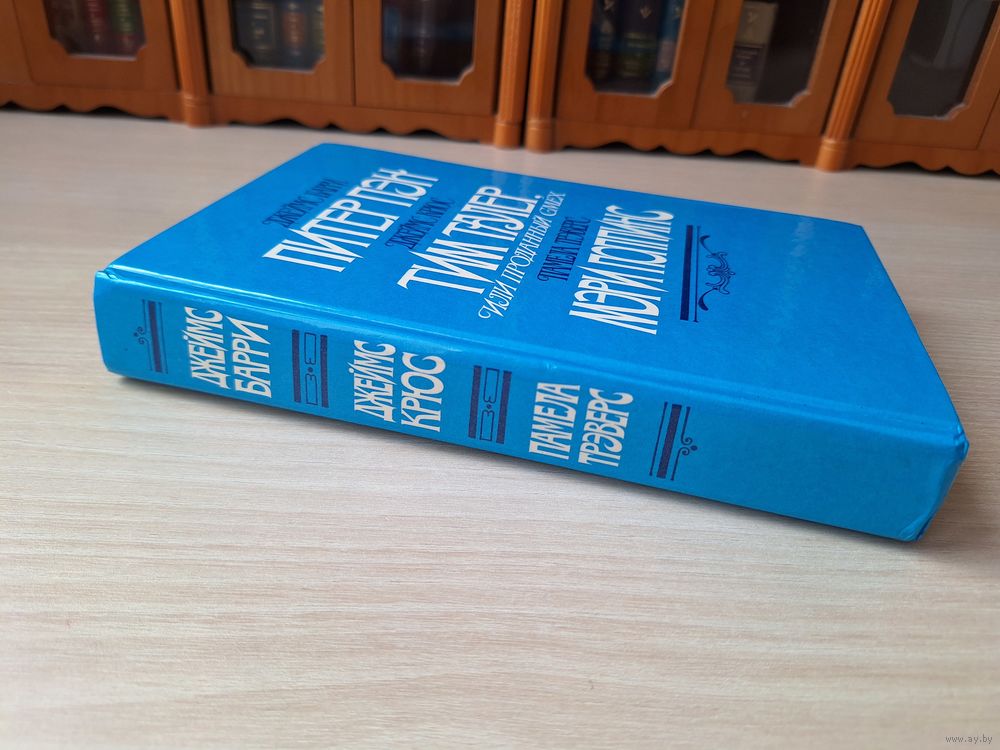 ДЖЕЙМС БАРРИ
ПИТЕР ПЭН
ДЖЕЙМС КРЮС
ТИМ ТАЛЕР,
ИЛИ ПРОДАННЫЙ СМЕХ
ПАМЕЛА ТРЭВЕРС
МЭРИ ПОППИНС
ДЖЕЙМС
БАРРИ
ДЖЕЙМС
КРЮС
ПАМЕЛА
ТРЭВЕРС
www.ay.by